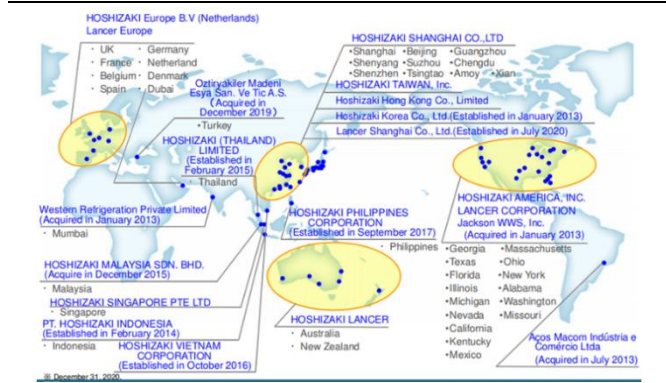 HOSHIZAKI Europe B.V (Netherlands)
Lancer Europe
・UK ・Germany
・France ・Netherland
・Belgium・Denmark
・Spain ・Dubai
Oztiryakiler Madeni
Esya San. Ve Tic A.S.
(Acquired in
December 2019)
・Turkey
HOSHIZAKI (THAILAND)
LIMITED
(Established in
February 2015)
・Thailand
Western Refrigeration Private Limited
(Acquired in January 2013)
・Mumbai
HOSHIZAKI MALAYSIA SDN. BHD.
(Acquire in December 2015)
・Malaysia
HOSHIZAKI SINGAPORE PTE LTD
・Singapore
PT. HOSHIZAKI INDONESIA
(Established in February 2014)
・Indonesia
HOSHIZAKI VIETNAM
CORPORATION
(Established in October 2016)
HOSHIZAKI SHANGHAI CO.,LTD
•Shanghai •Beijing •Guangzhou
•Shenyang •Suzhou •Chengdu
•Shenzhen •Tsingtao •Amoy •Xian
HOSHIZAKI TAIWAN, Inc.
Hoshizaki Hong Kong Co., Limited
Hoshizaki Korea Co., Ltd.(Established in January 2013)
Lancer Shanghai Co., Ltd.(Established in July 2020)
HOSHIZAKI PHILIPPINES
CORPORATION
(Established in September 2017)
・Philippines
HOSHIZAKI LANCER
・Australia
・New Zealand
HOSHIZAKI AMERICA, INC.
LANCER CORPORATION
Jackson WWS, Inc.
(Acquired in January 2013)
•Georgia •Massachusetts
•Texas •Ohio
•Florida •New York
•Illinois •Alabama
•Michigan •Washington
•Nevada •Missouri
•California
•Kentucky
•Mexico
Aços Macom Indústria e
Comércio Ltda
(Acquired in July 2013)
※ December 31, 2020.